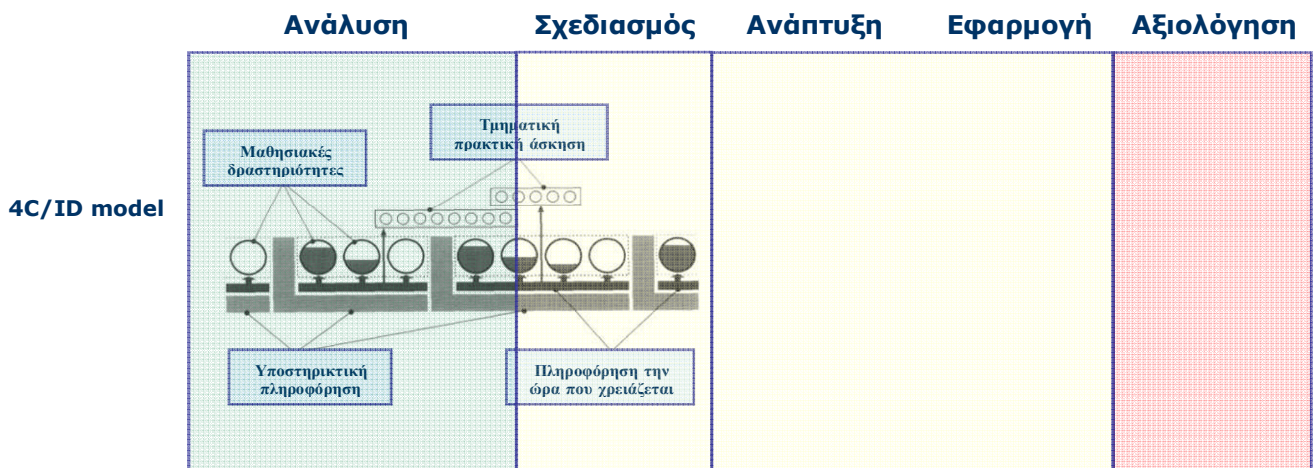 Ανάλυση Σχεδιασμός Ανάπτυξη Εφαρμογή Αξιολόγηση
Τμηματική
πρακτική άσκηση
Μαθησιακές
δραστηριότητες
4C/ID model
Υποστηρικτική
πληροφόρηση
Πληροφόρηση την
ώρα που χρειάζεται